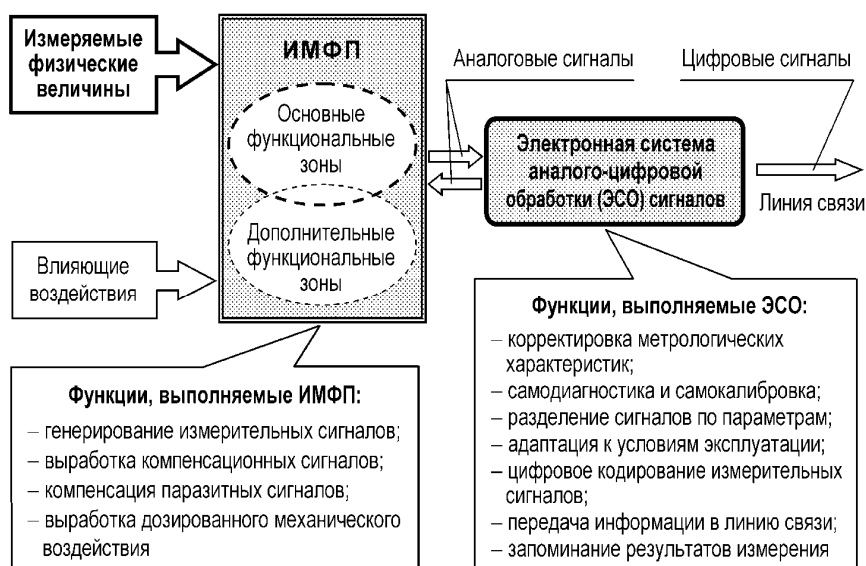 Измеряемые
физические
величины
ИМФП
Основные
функциональные
зоны
Дополнительные
функциональные
зоны
Влияющие
воздействия
Аналоговые сигналы
Цифровые сигналы
Электронная система
аналого-цифровой
обработки (ЭСО) сигналов
Линия связи
Функции, выполняемые ИМФП:
– генерирование измерительных сигналов;
– выработка компенсационных сигналов;
– компенсация паразитных сигналов;
– выработка дозированного механического
воздействия
Функции, выполняемые ЭСО:
– корректировка метрологических
характеристик;
– самодиагностика и самокалибровка;
– разделение сигналов по параметрам;
– адаптация к условиям эксплуатации;
– цифровое кодирование измерительных
сигналов;
– передача информации в линию связи;
– запоминание результатов измерения